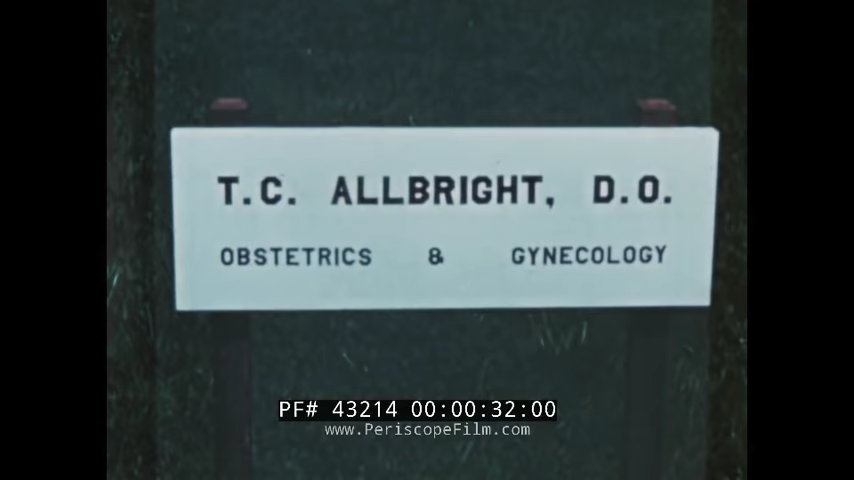 T.C. ALLBRIGHT, D.O.
OBSTETRICS & GYNECOLOGY
PF# 43214 00:00:32:00
www.PeriscopeFilm.com